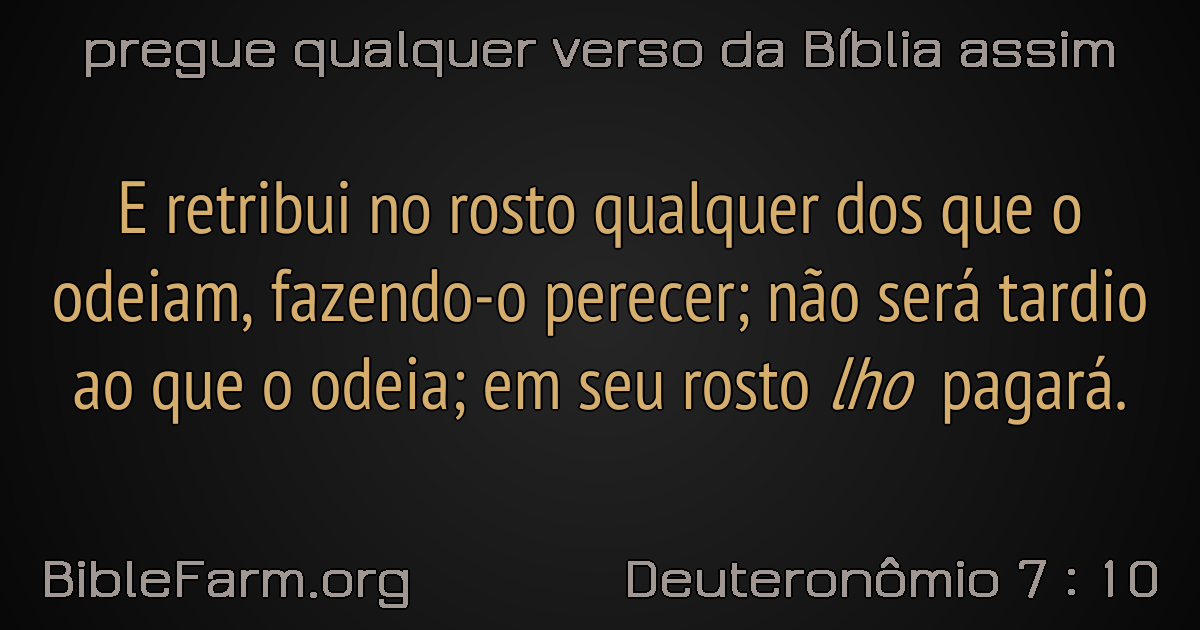 pregue qualquer verso da Bíblia assim
E retribui no rosto qualquer dos que o
odeiam, fazendo-o perecer; não será tardio
ao que o odeia; em seu rosto lho pagará.
BibleFarm.org
Deuteronômio 7 : 10